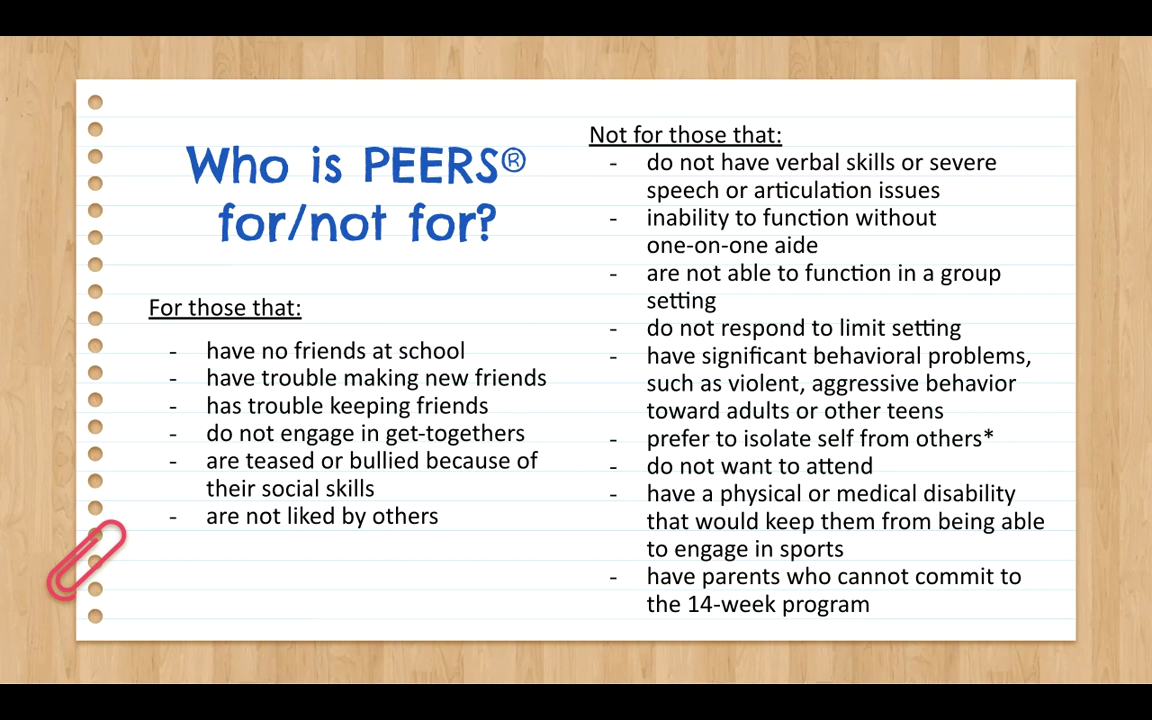 Who is PEERS®
for/not for?
For those that:
- have no friends at school
- have trouble making new friends
- has trouble keeping friends
- do not engage in get-togethers
- are teased or bullied because of
their social skills
- are not liked by others
Not for those that:
- do not have verbal skills or severe
speech or articulation issues
- inability to function without
one-on-one aide
- are not able to function in a group
setting
- do not respond to limit setting
- have significant behavioral problems,
such as violent, aggressive behavior
toward adults or other teens
- prefer to isolate self from others*
- do not want to attend
- have a physical or medical disability
that would keep them from being able
to engage in sports
- have parents who cannot commit to
the 14-week program